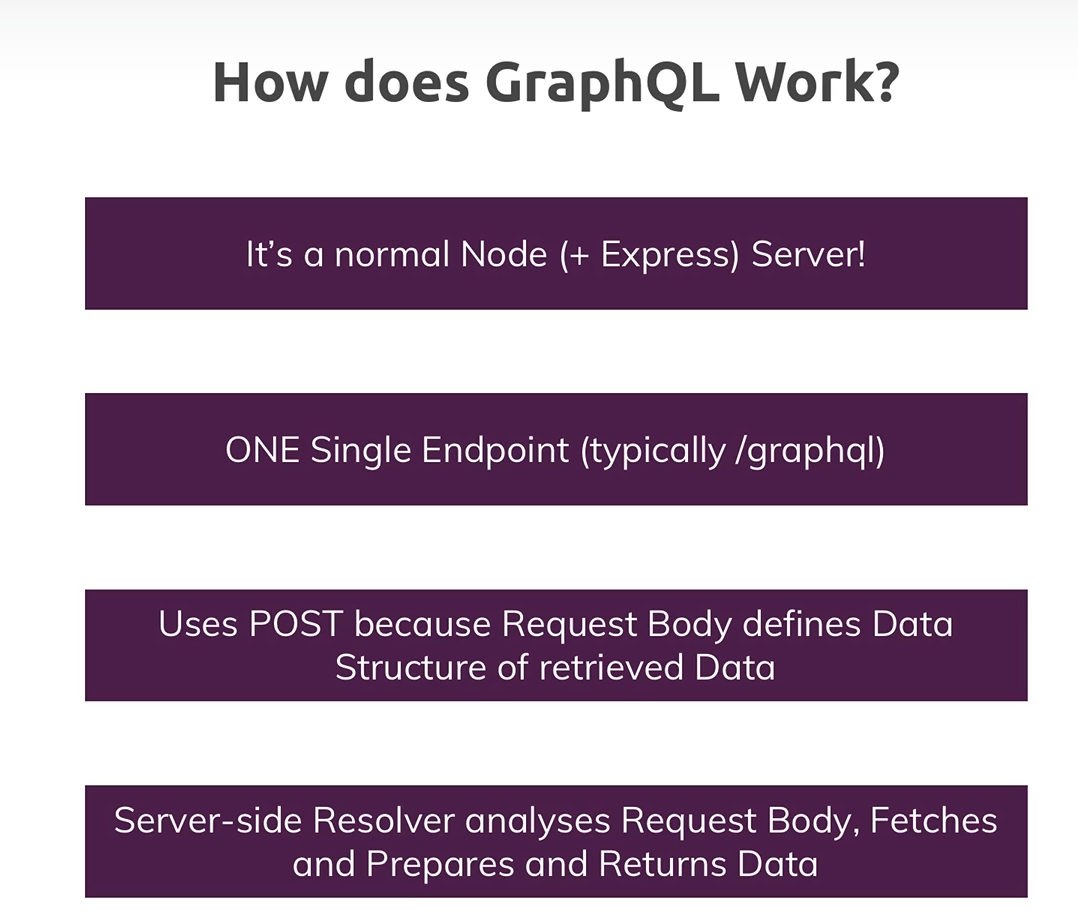 How does GraphQL Work?
It’s a normal Node (+ Express) Server!
ONE Single Endpoint (typically /graphql)
Uses POST because Request Body defines Data
Structure of retrieved Data
Server-side Resolver analyses Request Body, Fetches
and Prepares and Returns Data